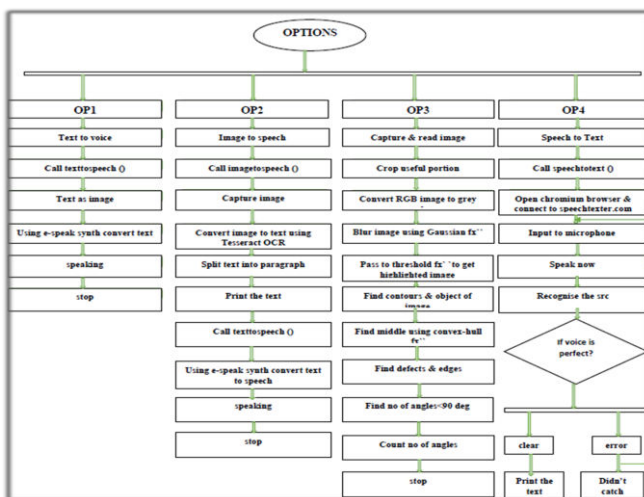 OPTIONS
OP1
Text to voice
Call texttospeech ()
Text as image
Using e-speak synth convert text
speaking
stop
OP2
Image to speech
Call imagetospeech ()
Capture image
Convert image to text using
Tesseract OCR
Split text into paragraph
Print the text
Call texttospeech ()
Using e-speak synth convert text
to speech
speaking
stop
OP3
Capture & read image
Crop useful portion
Convert RGB image to grey
Blur image using Gaussian fx``
Pass to threshold fx``to get
highlighted image
Find contours & object of
image
Find middle using convex-hull
fx``
Find defects & edges
Find no of angles<90 deg
Count no of angles
stop
OP4
Speech to Text
Call speechtotext ()
Open chromium browser &
connect to speechtexter.com
Input to microphone
Speak now
Recognise the src
If voice is
perfect?
clear
Print the
text
error
Didn't
catch